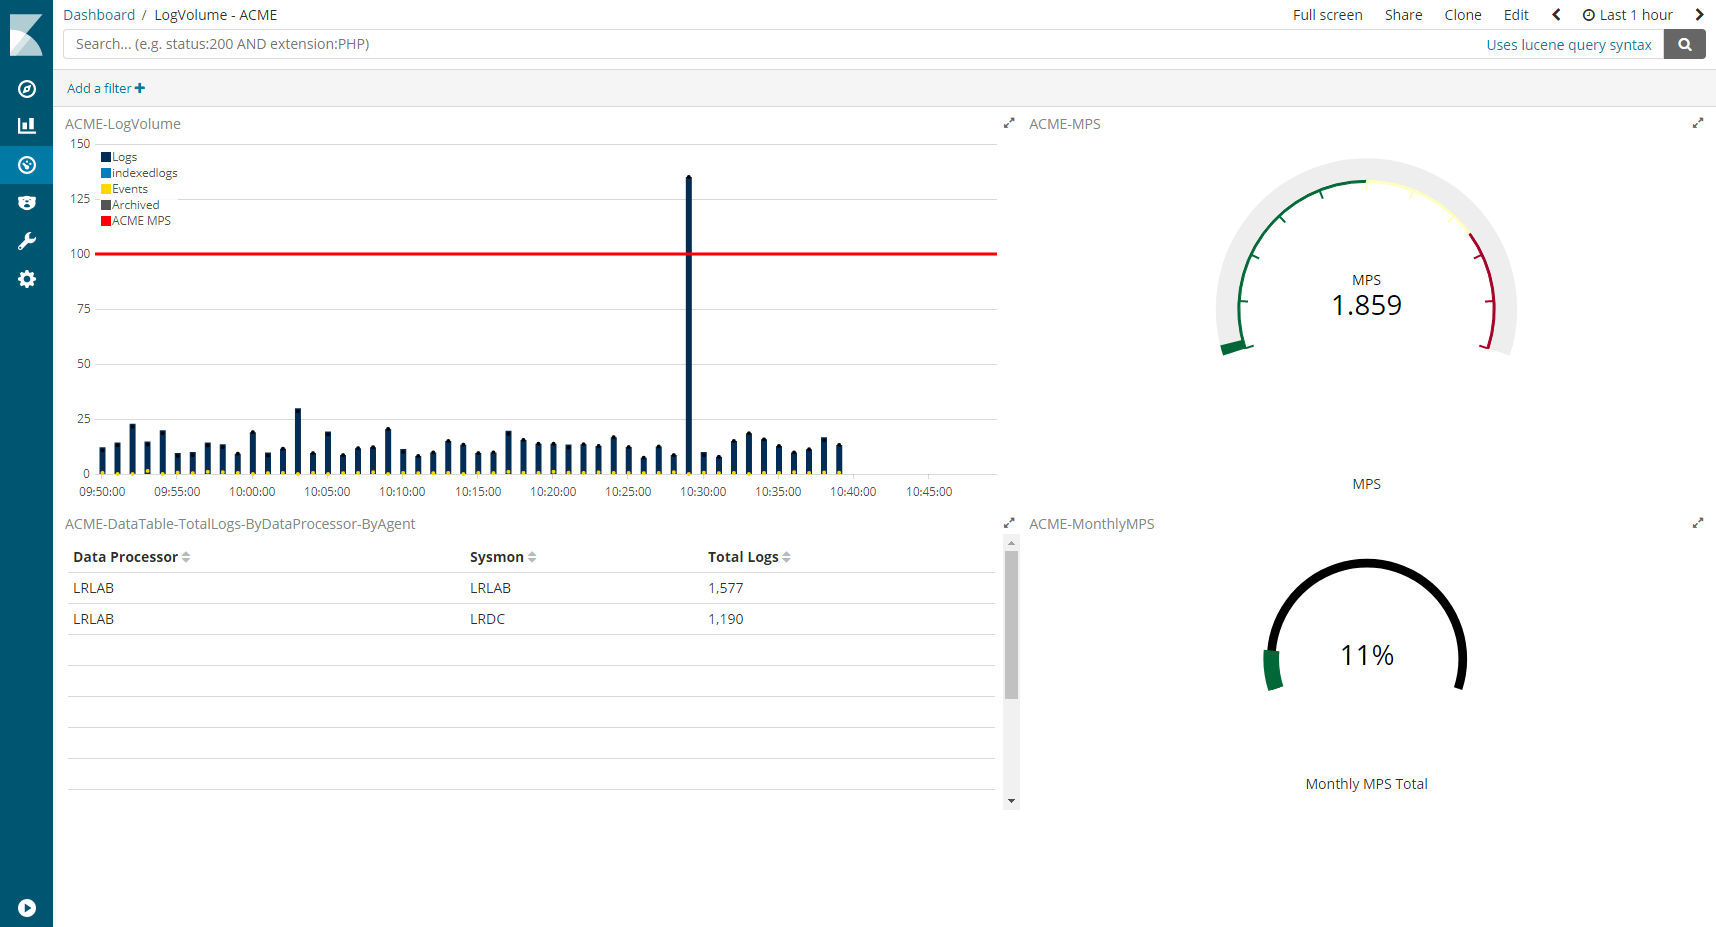 Dashboard / LogVolume - ACME
Full screen Share Clone Edit Last 1 hour
Search... (e.g. status:200 AND extension:PHP)
Uses lucene query syntax
Add a filter
ACME-LogVolume
150
125
100
75
50
25
0
Logs
indexedlogs
Events
Archived
ACME MPS
09:50:00 09:55:00 10:00:00 10:05:00 10:10:00 10:15:00 10:20:00 10:25:00 10:30:00 10:35:00 10:40:00 10:45:00
ACME-MPS
MPS
1.859
MPS
ACME-DataTable-TotalLogs-ByDataProcessor-ByAgent
Data Processor Sysmon Total Logs
LRLAB LRLAB 1,577
LRLAB LRDC 1,190
ACME-MonthlyMPS
11%
Monthly MPS Total